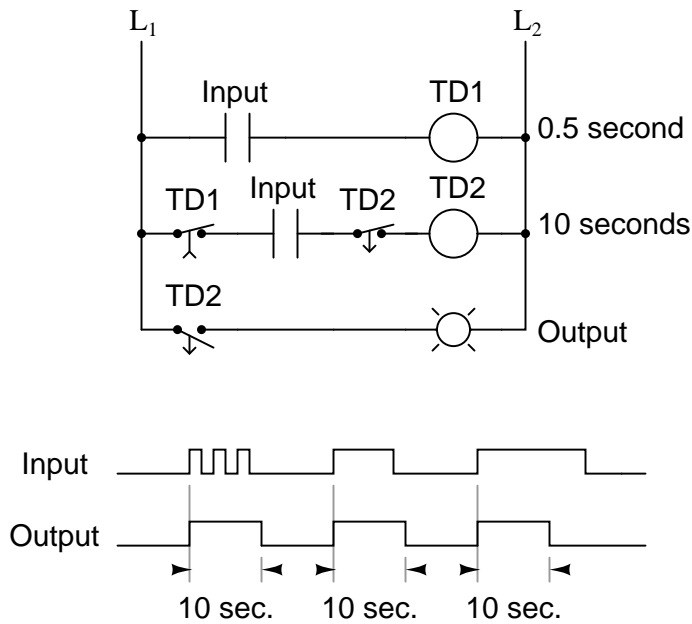 L1 L2
Input TD1
0.5 second
TD1 Input TD2 TD2
10 seconds
TD2
Output
Input
Output
10 sec. 10 sec. 10 sec.